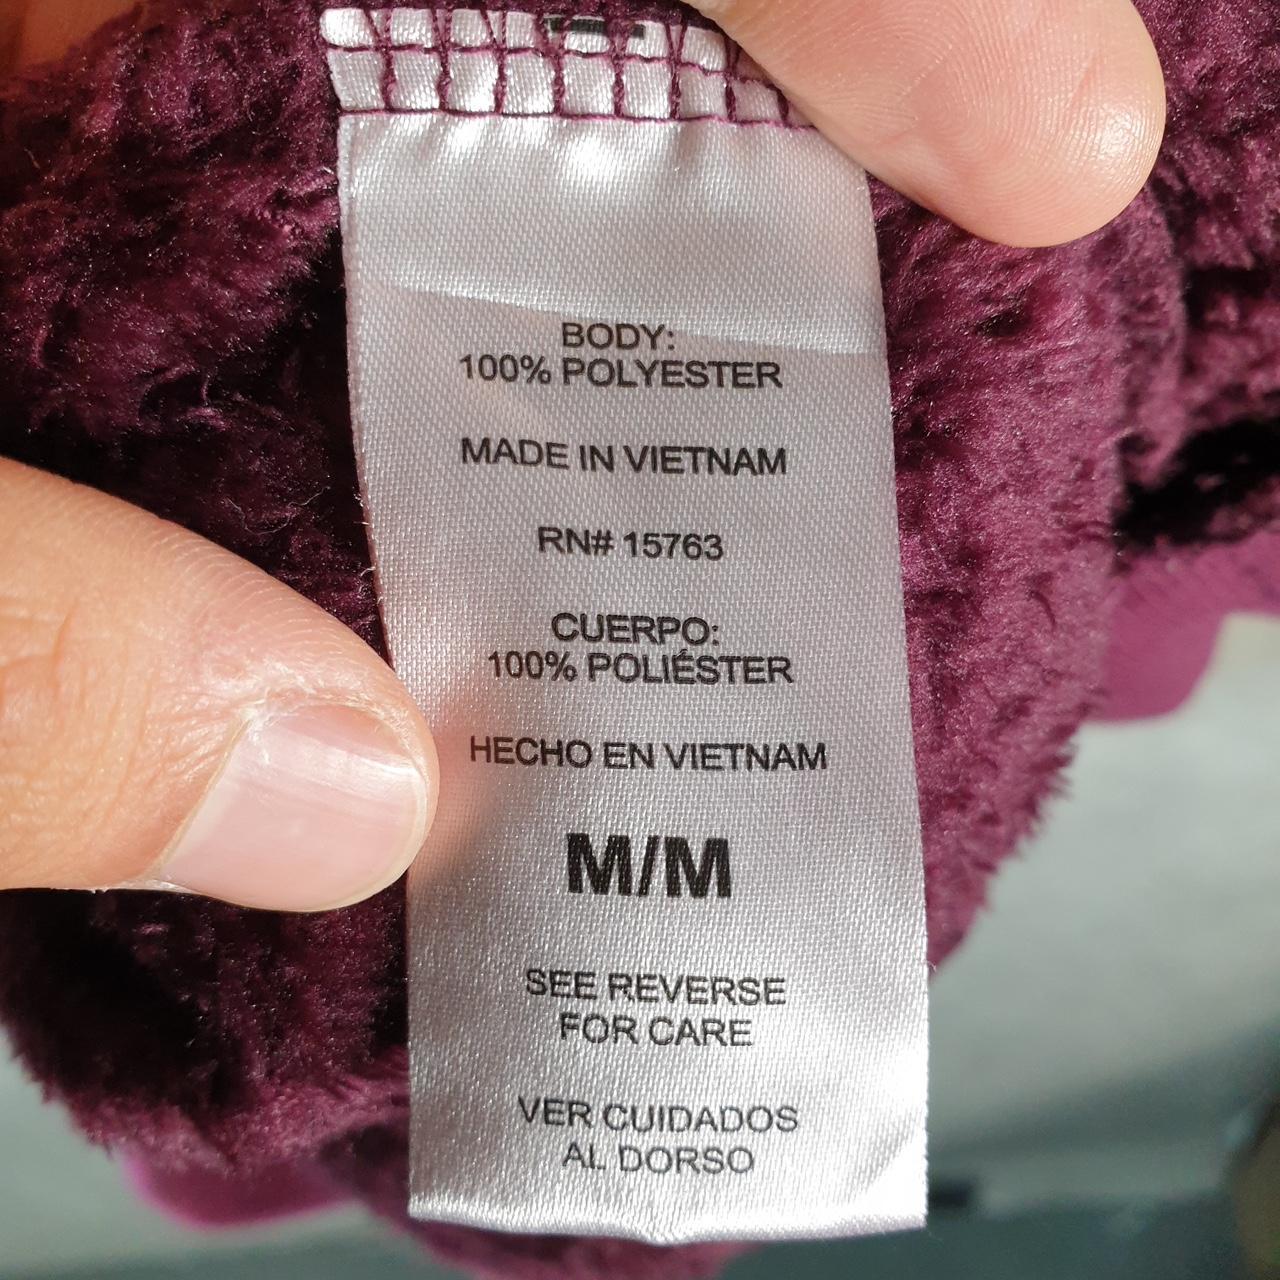 BODY:
100% POLYESTER
MADE IN VIETNAM
RN# 15763
CUERPO:
100% POLIÉSTER
HECHO EN VIETNAM
M/M
SEE REVERSE
FOR CARE
VER CUIDADOS
AL DORSO